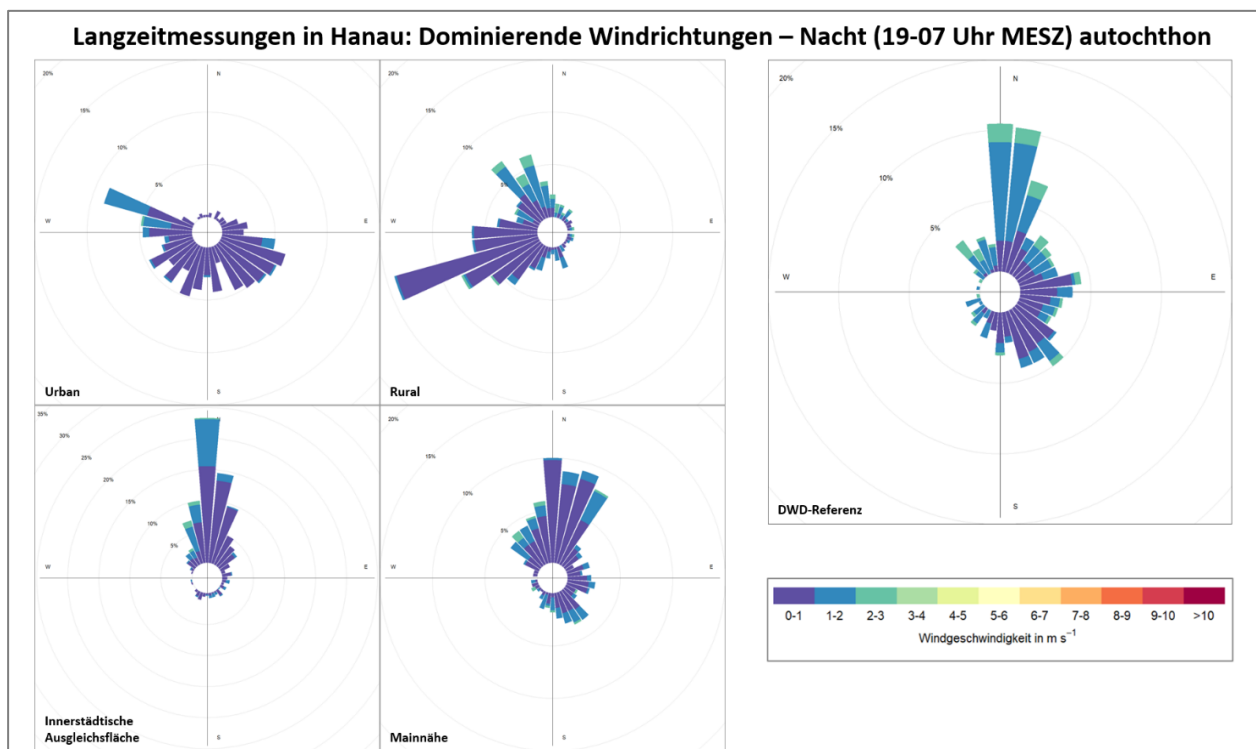 Langzeitmessungen in Hanau: Dominierende Windrichtungen – Nacht (19-07 Uhr MESZ) autochthon
20%
N
15%
10%
5%
W
E
S
Urban
20%
N
15%
10%
5%
W
E
S
Rural
20%
N
15%
10%
5%
W
E
S
DWD-Referenz
35%
30%
25%
20%
15%
10%
5%
W
E
S
Innerstädtische
Ausgleichsfläche
20%
N
15%
10%
5%
W
E
S
Mainnähe
0-1 1-2 2-3 3-4 4-5 5-6 6-7 7-8 8-9 9-10 >10
Windgeschwindigkeit in m s⁻¹